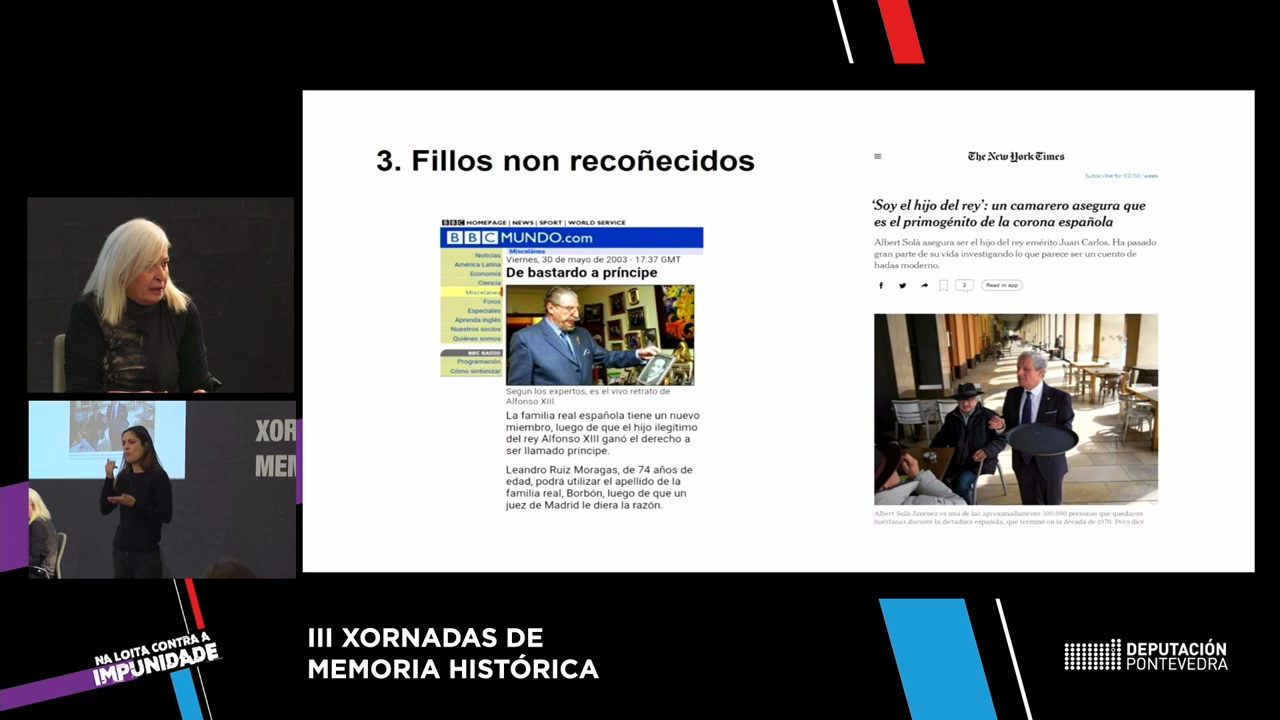 3. Fillos non recoñecidos
BBC HOMEPAGE | NEWS | SPORT | WORLD SERVICE
BBC MUNDO.com
Noticias
América Latina
Economía
Ciencia
Miscelánea
Foros
Especiales
Aprenda inglés
Nuestros socios
Quiénes somos
BBC RADIO
Programación
Cómo sintonizar
Miscelánea
Viernes, 30 de mayo de 2003 - 17:37 GMT
De bastardo a príncipe
Según los expertos, es el vivo retrato de
Alfonso XIII.
La familia real española tiene un nuevo
miembro, luego de que el hijo ilegítimo
del rey Alfonso XIII ganó el derecho a
ser llamado príncipe.
Leandro Ruiz Moragas, de 74 años de
edad, podrá utilizar el apellido de la
familia real, Borbón, luego de que un
juez de Madrid le diera la razón.
The New York Times
Subscribe for €0.50/week
‘Soy el hijo del rey’: un camarero asegura que
es el primogénito de la corona española
Albert Solà asegura ser el hijo del rey emérito Juan Carlos. Ha pasado
gran parte de su vida investigando lo que parece ser un cuento de
hadas moderno.
2
Read in app
Albert Solà Jiménez es una de las aproximadamente 300.000 personas que quedaron
huérfanas durante la dictadura española, que terminó en la década de 1970. Pero dice
XOR
MEM
NA LOITA CONTRA A
IMPUNIDADE
III XORNADAS DE
MEMORIA HISTÓRICA
DEPUTACIÓN
PONTEVEDRA